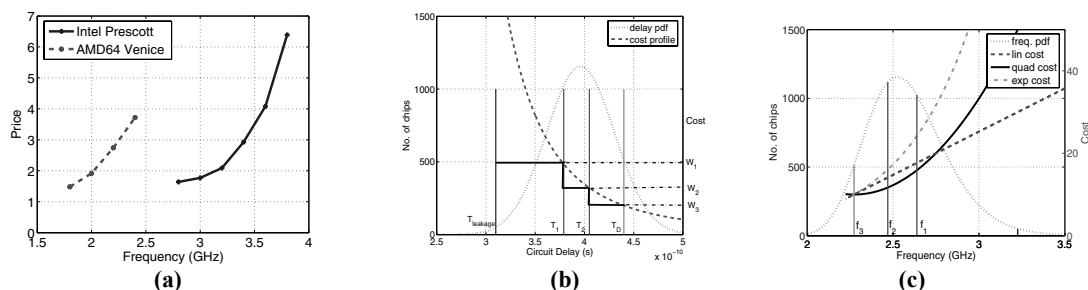 7
6
5
4
3
2
1
0
Price
Intel Prescott
AMD64 Venice
1.5 2 2.5 3 3.5 4
Frequency (GHz)
(a)
1500
1000
500
0
No. of chips
delay pdf
cost profile
Cost
W1
W2
W3
Tleakage T1 T2 TD
2.5 3 3.5 4 4.5 5
Circuit Delay (s)
x 10^-10
(b)
1500
1000
500
0
No. of chips
freq. pdf
lin cost
quad cost
exp cost
40
20
0
Cost
f3 f2 f1
2 2.5 3 3.5
Frequency (GHz)
(c)